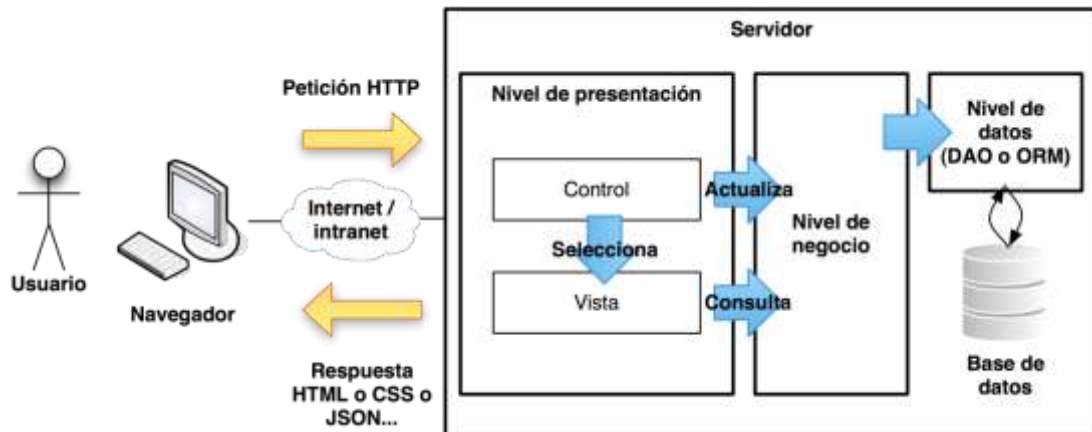 Servidor
Petición HTTP
Nivel de presentación
Nivel de
datos
(DAO o ORM)
Control
Actualiza
Internet /
intranet
Nivel de
negocio
Selecciona
Usuario
Vista
Consulta
Navegador
Respuesta
HTML o CSS o
JSON...
Base de
datos